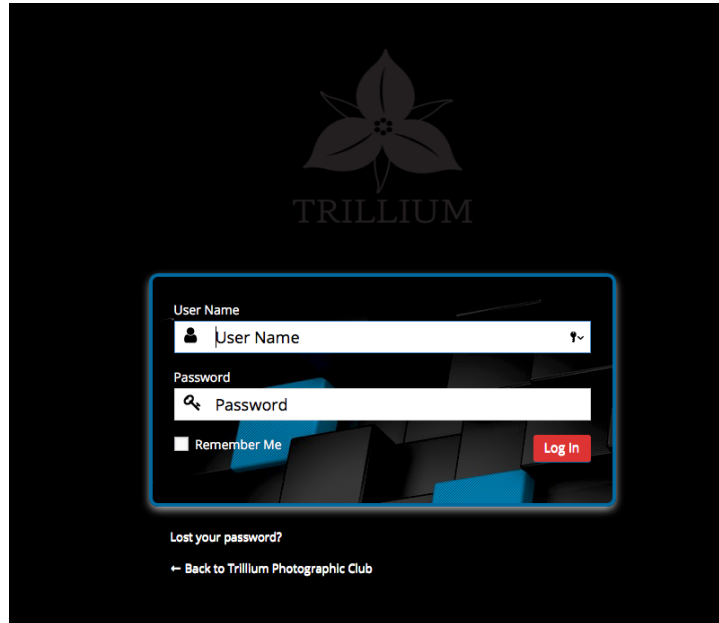 TRILLIUM
User Name
User Name
Password
Password
Remember Me
Log In
Lost your password?
← Back to Trillium Photographic Club